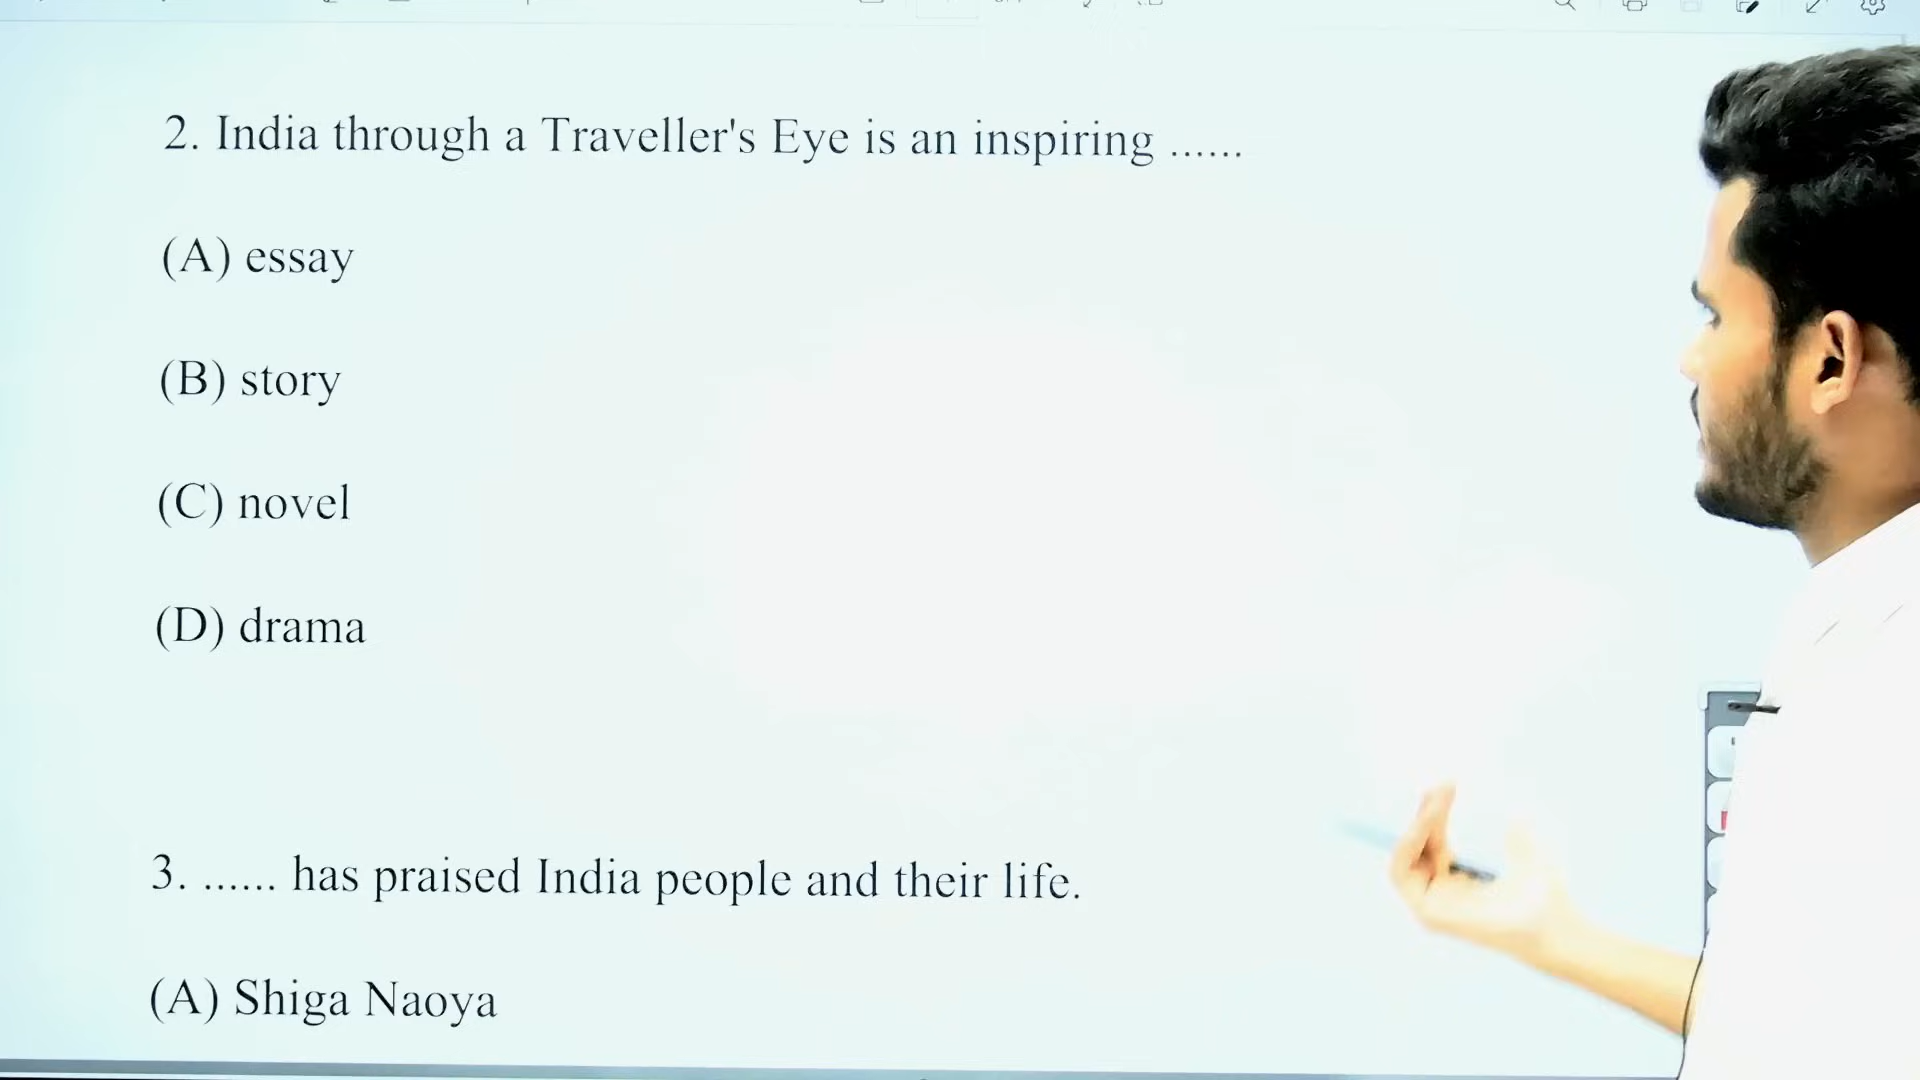 2. India through a Traveller's Eye is an inspiring ......
(A) essay
(B) story
(C) novel
(D) drama
3. ...... has praised India people and their life.
(A) Shiga Naoya